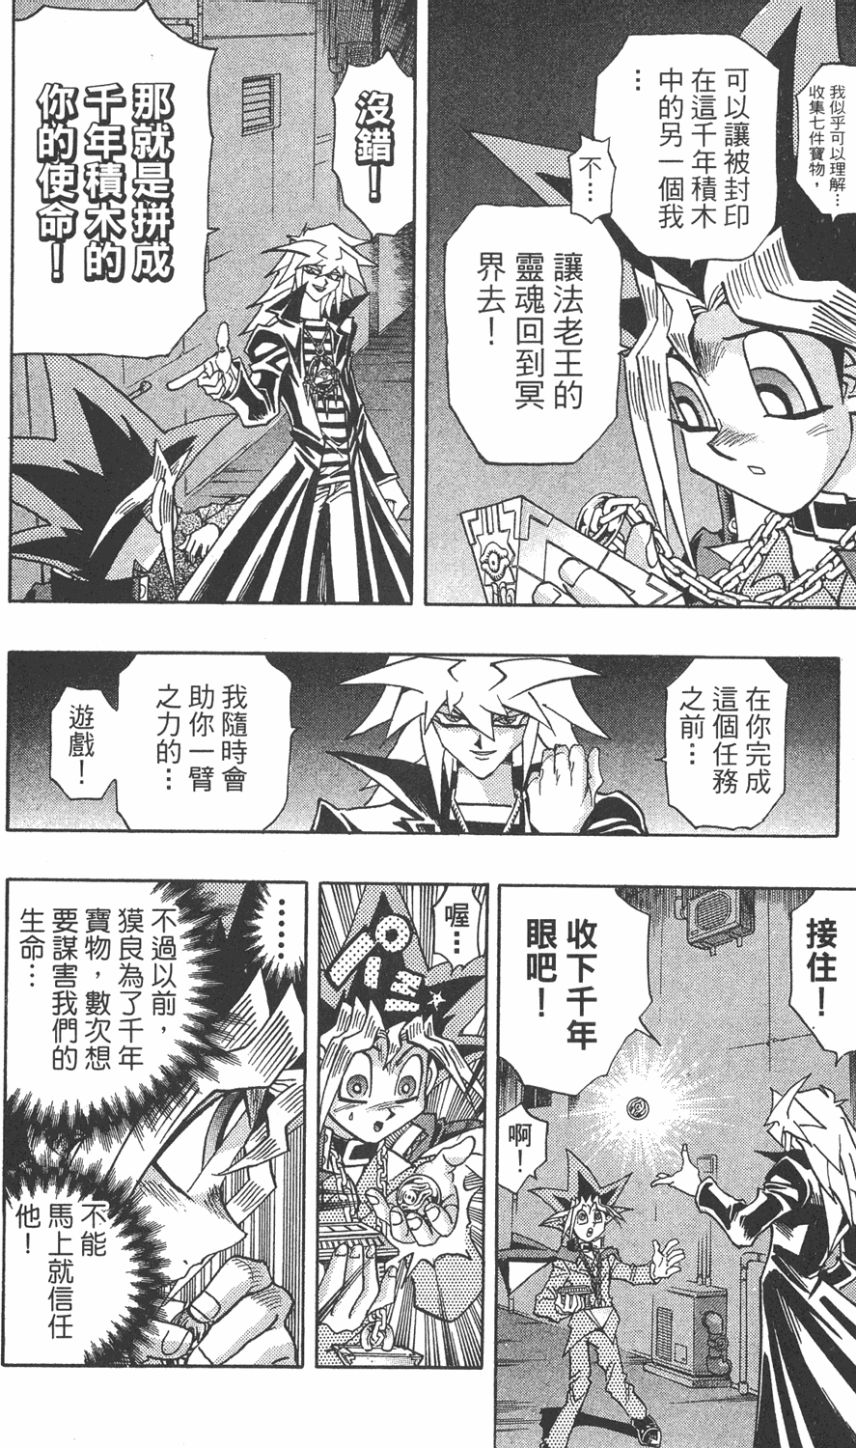 我似乎可以理解…
收集七件寶物，
可以讓被封印
在這千年積木
中的另一個我
…
不…
讓法老王的
靈魂回到冥
界去！
沒錯！
那就是拼成
千年積木的
你的使命！
在你完成
這個任務
之前…
我隨時會
助你一臂
之力的…
遊戲！
接住！
收下千年
眼吧！
啊！
喔…
……
不過以前，
獏良為了千年
寶物，數次想
要謀害我們的
生命…
不能
馬上就信任
他！